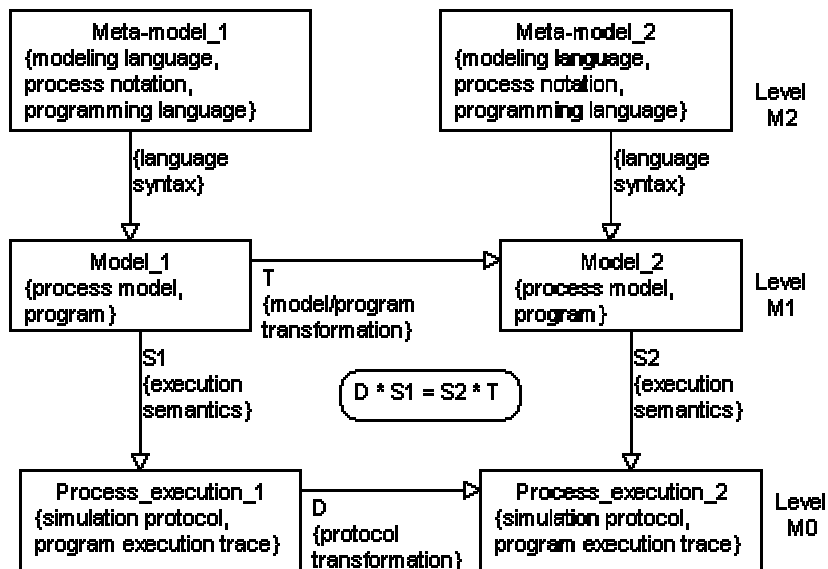 Meta-model_1
{modeling language,
process notation,
programming language}
Meta-model_2
{modeling language,
process notation,
programming language}
Level
M2
{language
syntax}
{language
syntax}
Model_1
{process model,
program}
T
{model/program
transformation}
Model_2
{process model,
program}
Level
M1
S1
{execution
semantics}
D * S1 = S2 * T
S2
{execution
semantics}
Process_execution_1
{simulation protocol,
program execution trace}
D
{protocol
transformation}
Process_execution_2
{simulation protocol,
program execution trace}
Level
M0